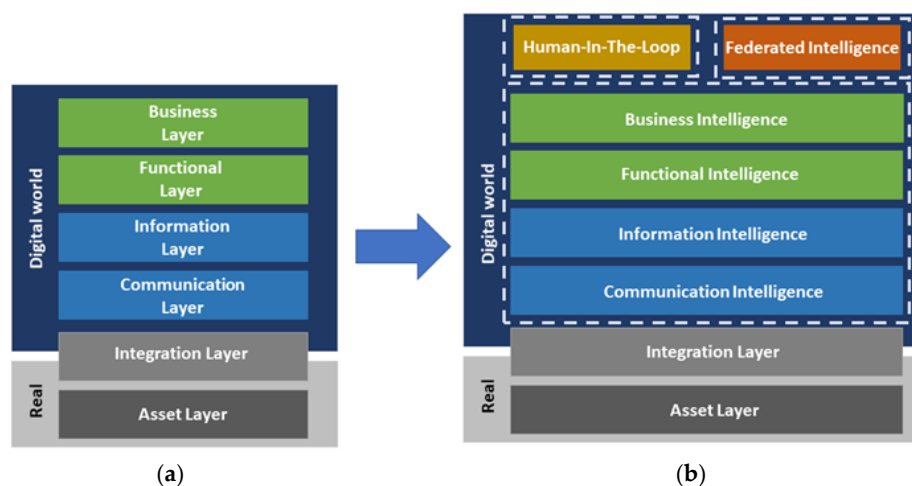 Digital world
Business
Layer
Functional
Layer
Information
Layer
Communication
Layer
Integration Layer
Real
Asset Layer
(a)
Digital world
Human-In-The-Loop
Federated Intelligence
Business Intelligence
Functional Intelligence
Information Intelligence
Communication Intelligence
Integration Layer
Real
Asset Layer
(b)